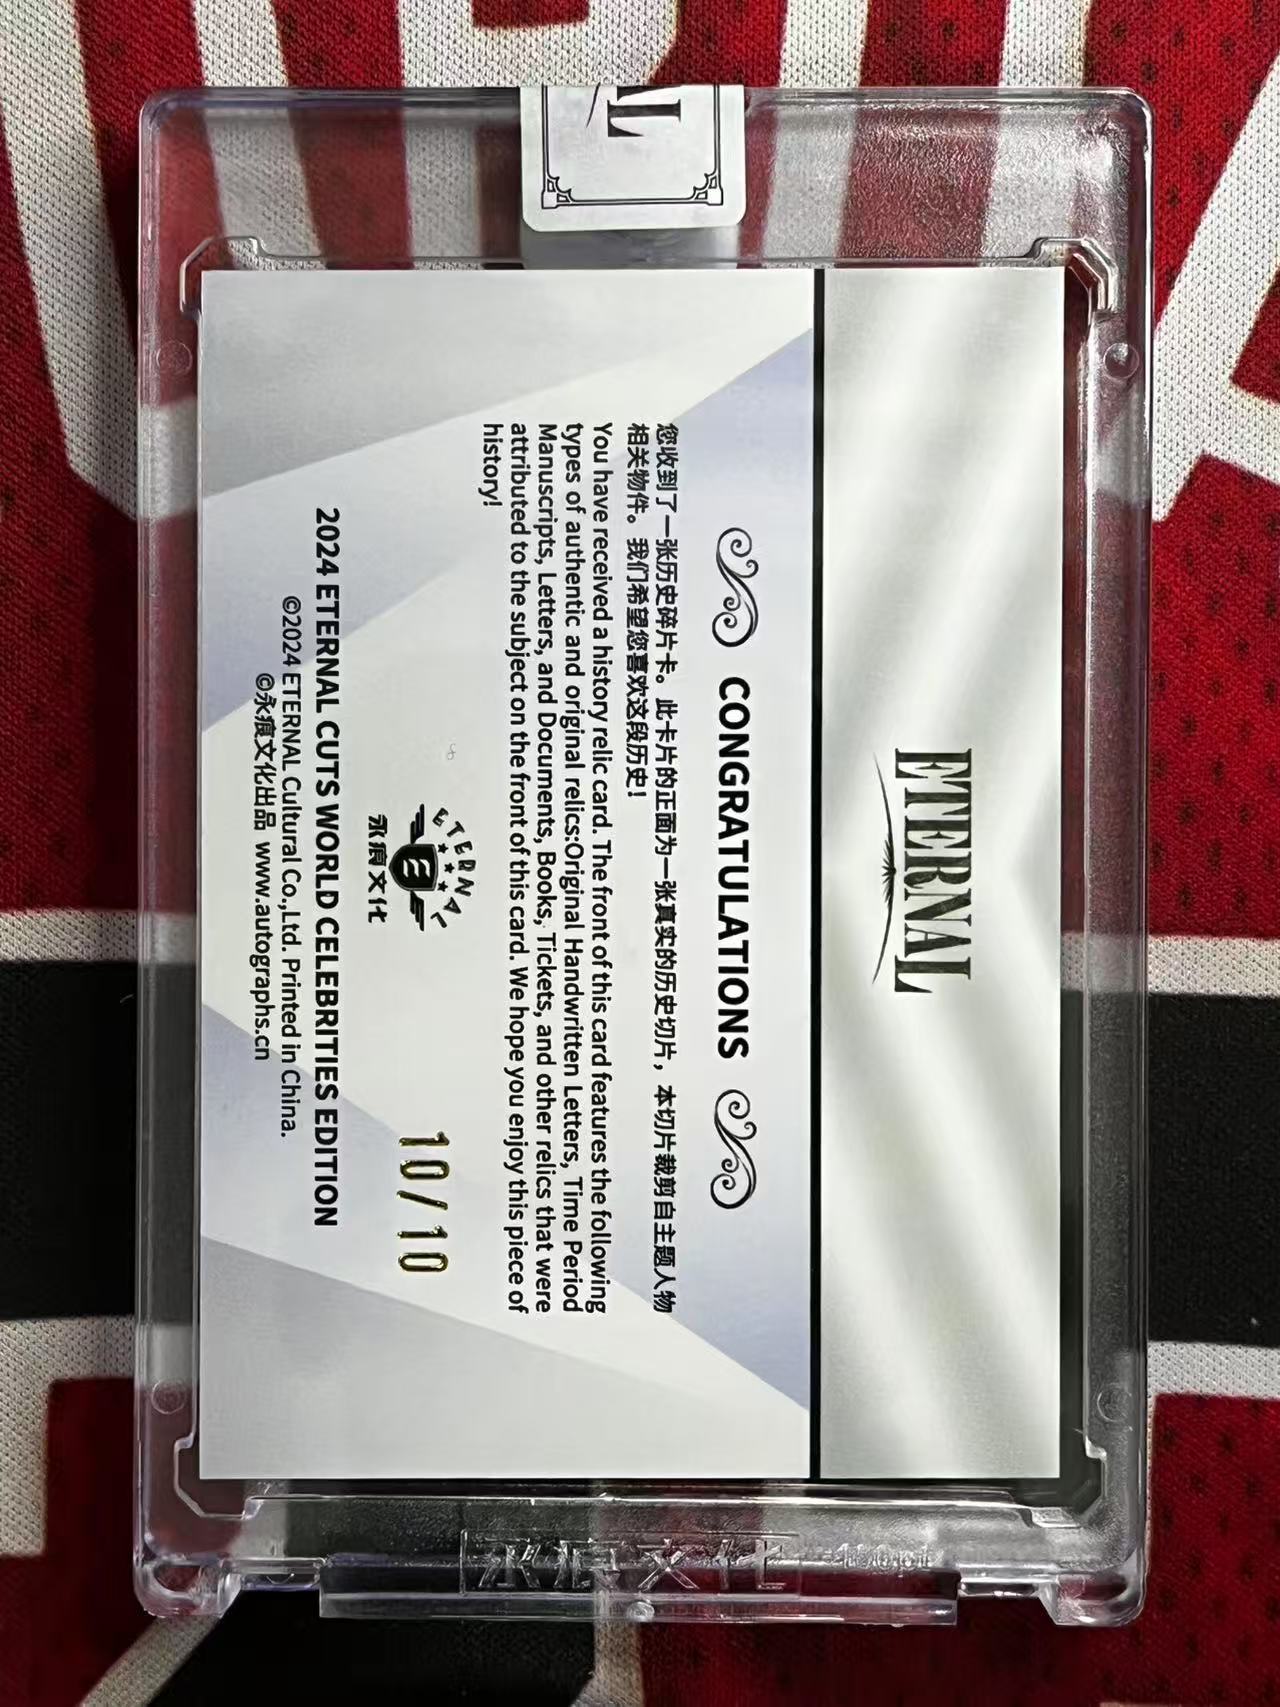 AL
ETERNAL
CONGRATULATIONS
您收到了一张历史碎片卡。此卡片的正面为一张真实的历史切片，本切片裁剪自主题人物
相关物件。我们希望您喜欢这段历史！
You have received a history relic card. The front of this card features the following
types of authentic and original relics:Original Handwritten Letters, Time Period
Manuscripts, Letters, and Documents, Books, Tickets, and other relics that were
attributed to the subject on the front of this card. We hope you enjoy this piece of
history!
ETERNAL
E
永痕文化
10/10
2024 ETERNAL CUTS WORLD CELEBRITIES EDITION
©2024 ETERNAL Cultural Co.,Ltd. Printed in China.
©永痕文化出品 www.autographs.cn
永痕文化